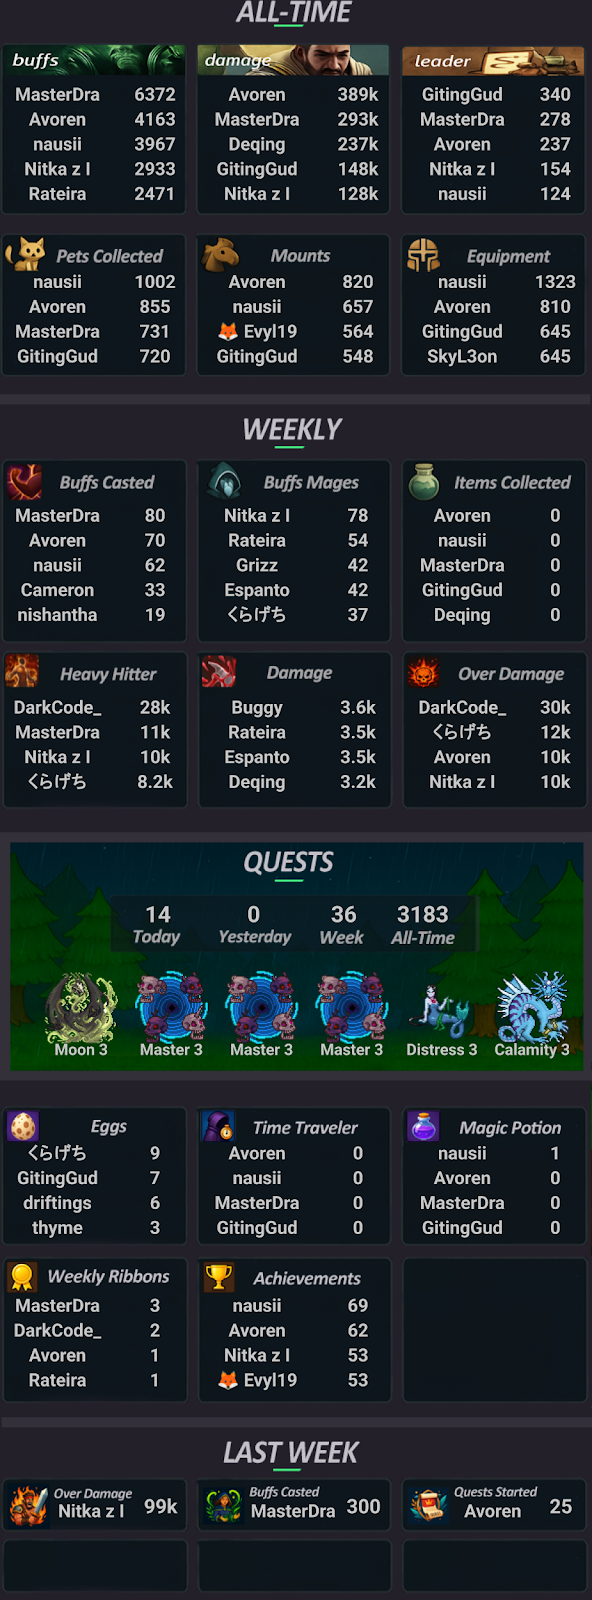 ALL-TIME
buffs
MasterDra 6372
Avoren 4163
nausii 3967
Nitka z l 2933
Rateira 2471
damage
Avoren 389k
MasterDra 293k
Deqing 237k
GitingGud 148k
Nitka z l 128k
leader
GitingGud 340
MasterDra 278
Avoren 237
Nitka z l 154
nausii 124
Pets Collected
nausii 1002
Avoren 855
MasterDra 731
GitingGud 720
Mounts
Avoren 820
nausii 657
🦊 Evyl19 564
GitingGud 548
Equipment
nausii 1323
Avoren 810
GitingGud 645
SkyL3on 645
WEEKLY
Buffs Casted
MasterDra 80
Avoren 70
nausii 62
Cameron 33
nishantha 19
Buffs Mages
Nitka z l 78
Rateira 54
Grizz 42
Espanto 42
くらげち 37
Items Collected
Avoren 0
nausii 0
MasterDra 0
GitingGud 0
Deqing 0
Heavy Hitter
DarkCode_ 28k
MasterDra 11k
Nitka z l 10k
くらげち 8.2k
Damage
Buggy 3.6k
Rateira 3.5k
Espanto 3.5k
Deqing 3.2k
Over Damage
DarkCode_ 30k
くらげち 12k
Avoren 10k
Nitka z l 10k
QUESTS
14 0 36 3183
Today Yesterday Week All-Time
Moon 3 Master 3 Master 3 Master 3 Distress 3 Calamity 3
Eggs
くらげち 9
GitingGud 7
driftings 6
thyme 3
Time Traveler
Avoren 0
nausii 0
MasterDra 0
GitingGud 0
Magic Potion
nausii 1
Avoren 0
MasterDra 0
GitingGud 0
Weekly Ribbons
MasterDra 3
DarkCode_ 2
Avoren 1
Rateira 1
Achievements
nausii 69
Avoren 62
Nitka z l 53
🦊 Evyl19 53
LAST WEEK
Over Damage
Nitka z l 99k
Buffs Casted
MasterDra 300
Quests Started
Avoren 25